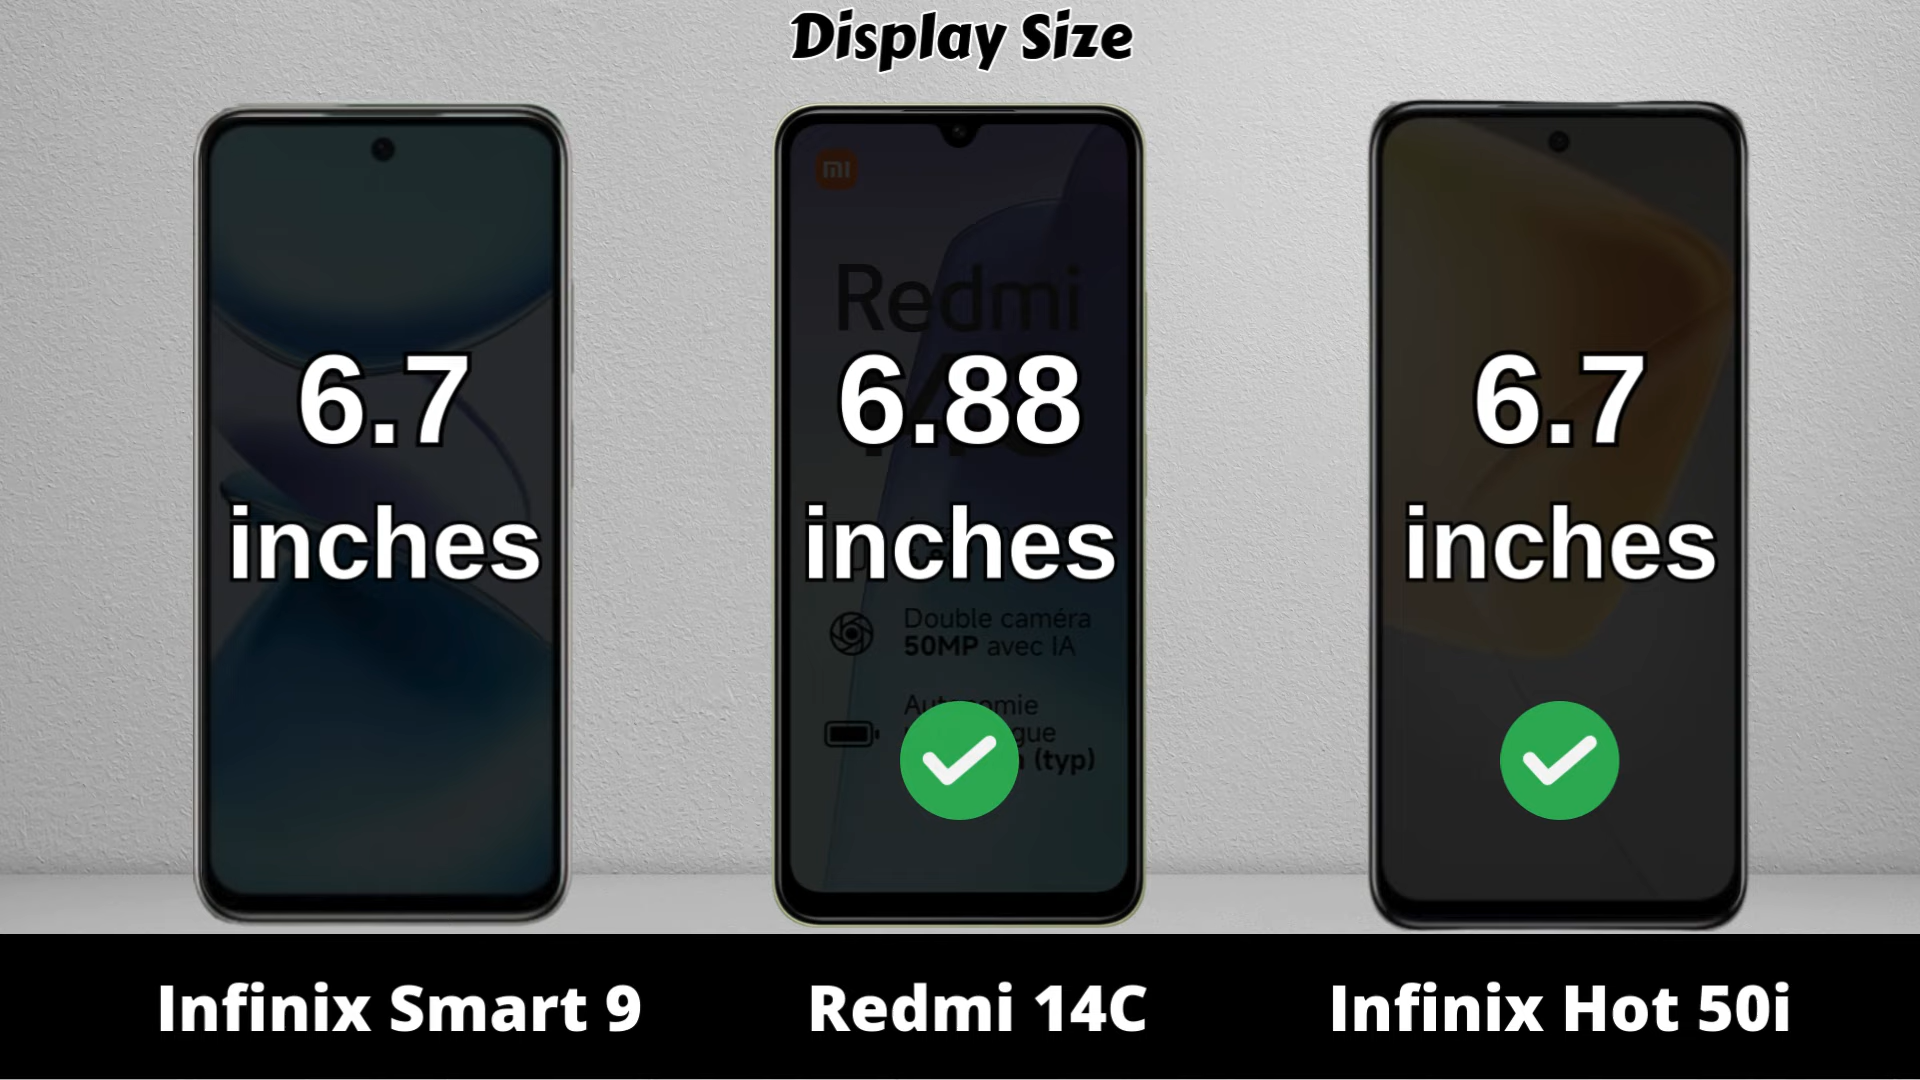 Display Size
mi
Redmi
6.7
6.88
6.7
inches
inches
inches
Double caméra
50MP avec IA
(typ)
Infinix Smart 9
Redmi 14C
Infinix Hot 50i